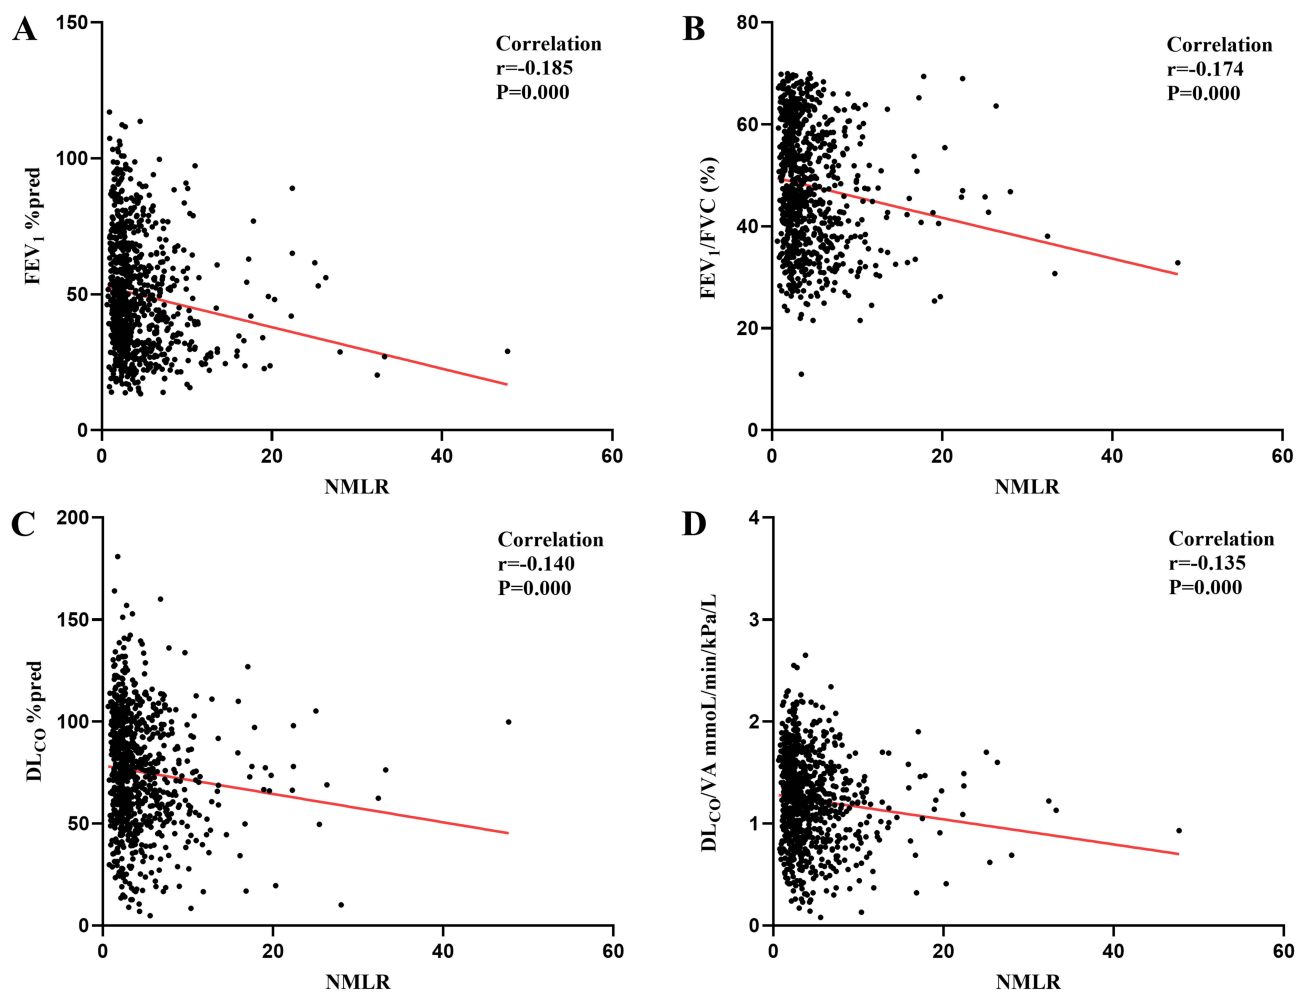 A
150
100
50
0
0 20 40 60
FEV₁ %pred
NMLR
Correlation
r=-0.185
P=0.000
B
80
60
40
20
0
0 20 40 60
FEV₁/FVC (%)
NMLR
Correlation
r=-0.174
P=0.000
C
200
150
100
50
0
0 20 40 60
DL_CO %pred
NMLR
Correlation
r=-0.140
P=0.000
D
4
3
2
1
0
0 20 40 60
DL_CO/VA mmoL/min/kPa/L
NMLR
Correlation
r=-0.135
P=0.000